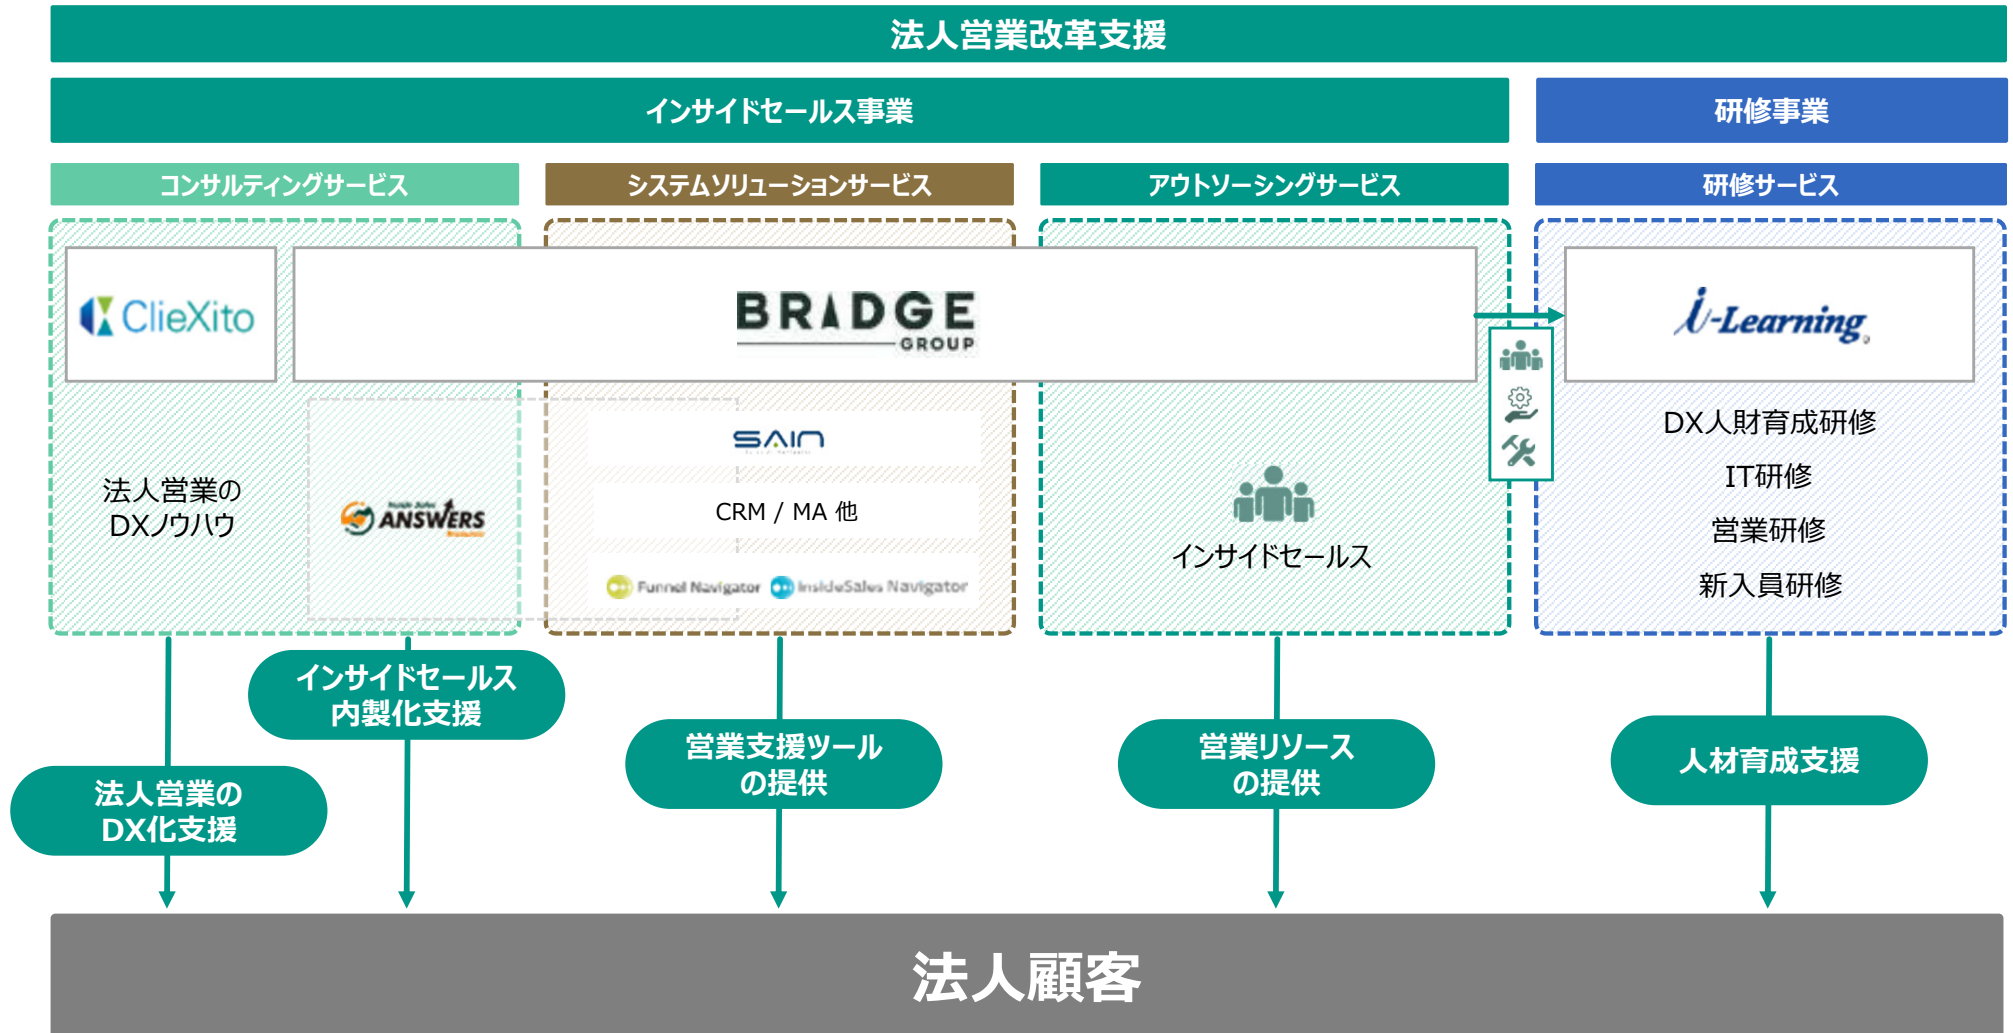 法人営業改革支援
インサイドセールス事業
研修事業
コンサルティングサービス
システムソリューションサービス
アウトソーシングサービス
研修サービス
ClieXito
BRIDGE
GROUP
i-Learning
法人営業の
DXノウハウ
Inside Sales
ANSWERS
SAIN
CRM / MA 他
Funnel Navigator
InsideSales Navigator
インサイドセールス
DX人財育成研修
IT研修
営業研修
新入員研修
インサイドセールス
内製化支援
法人営業の
DX化支援
営業支援ツール
の提供
営業リソース
の提供
人材育成支援
法人顧客